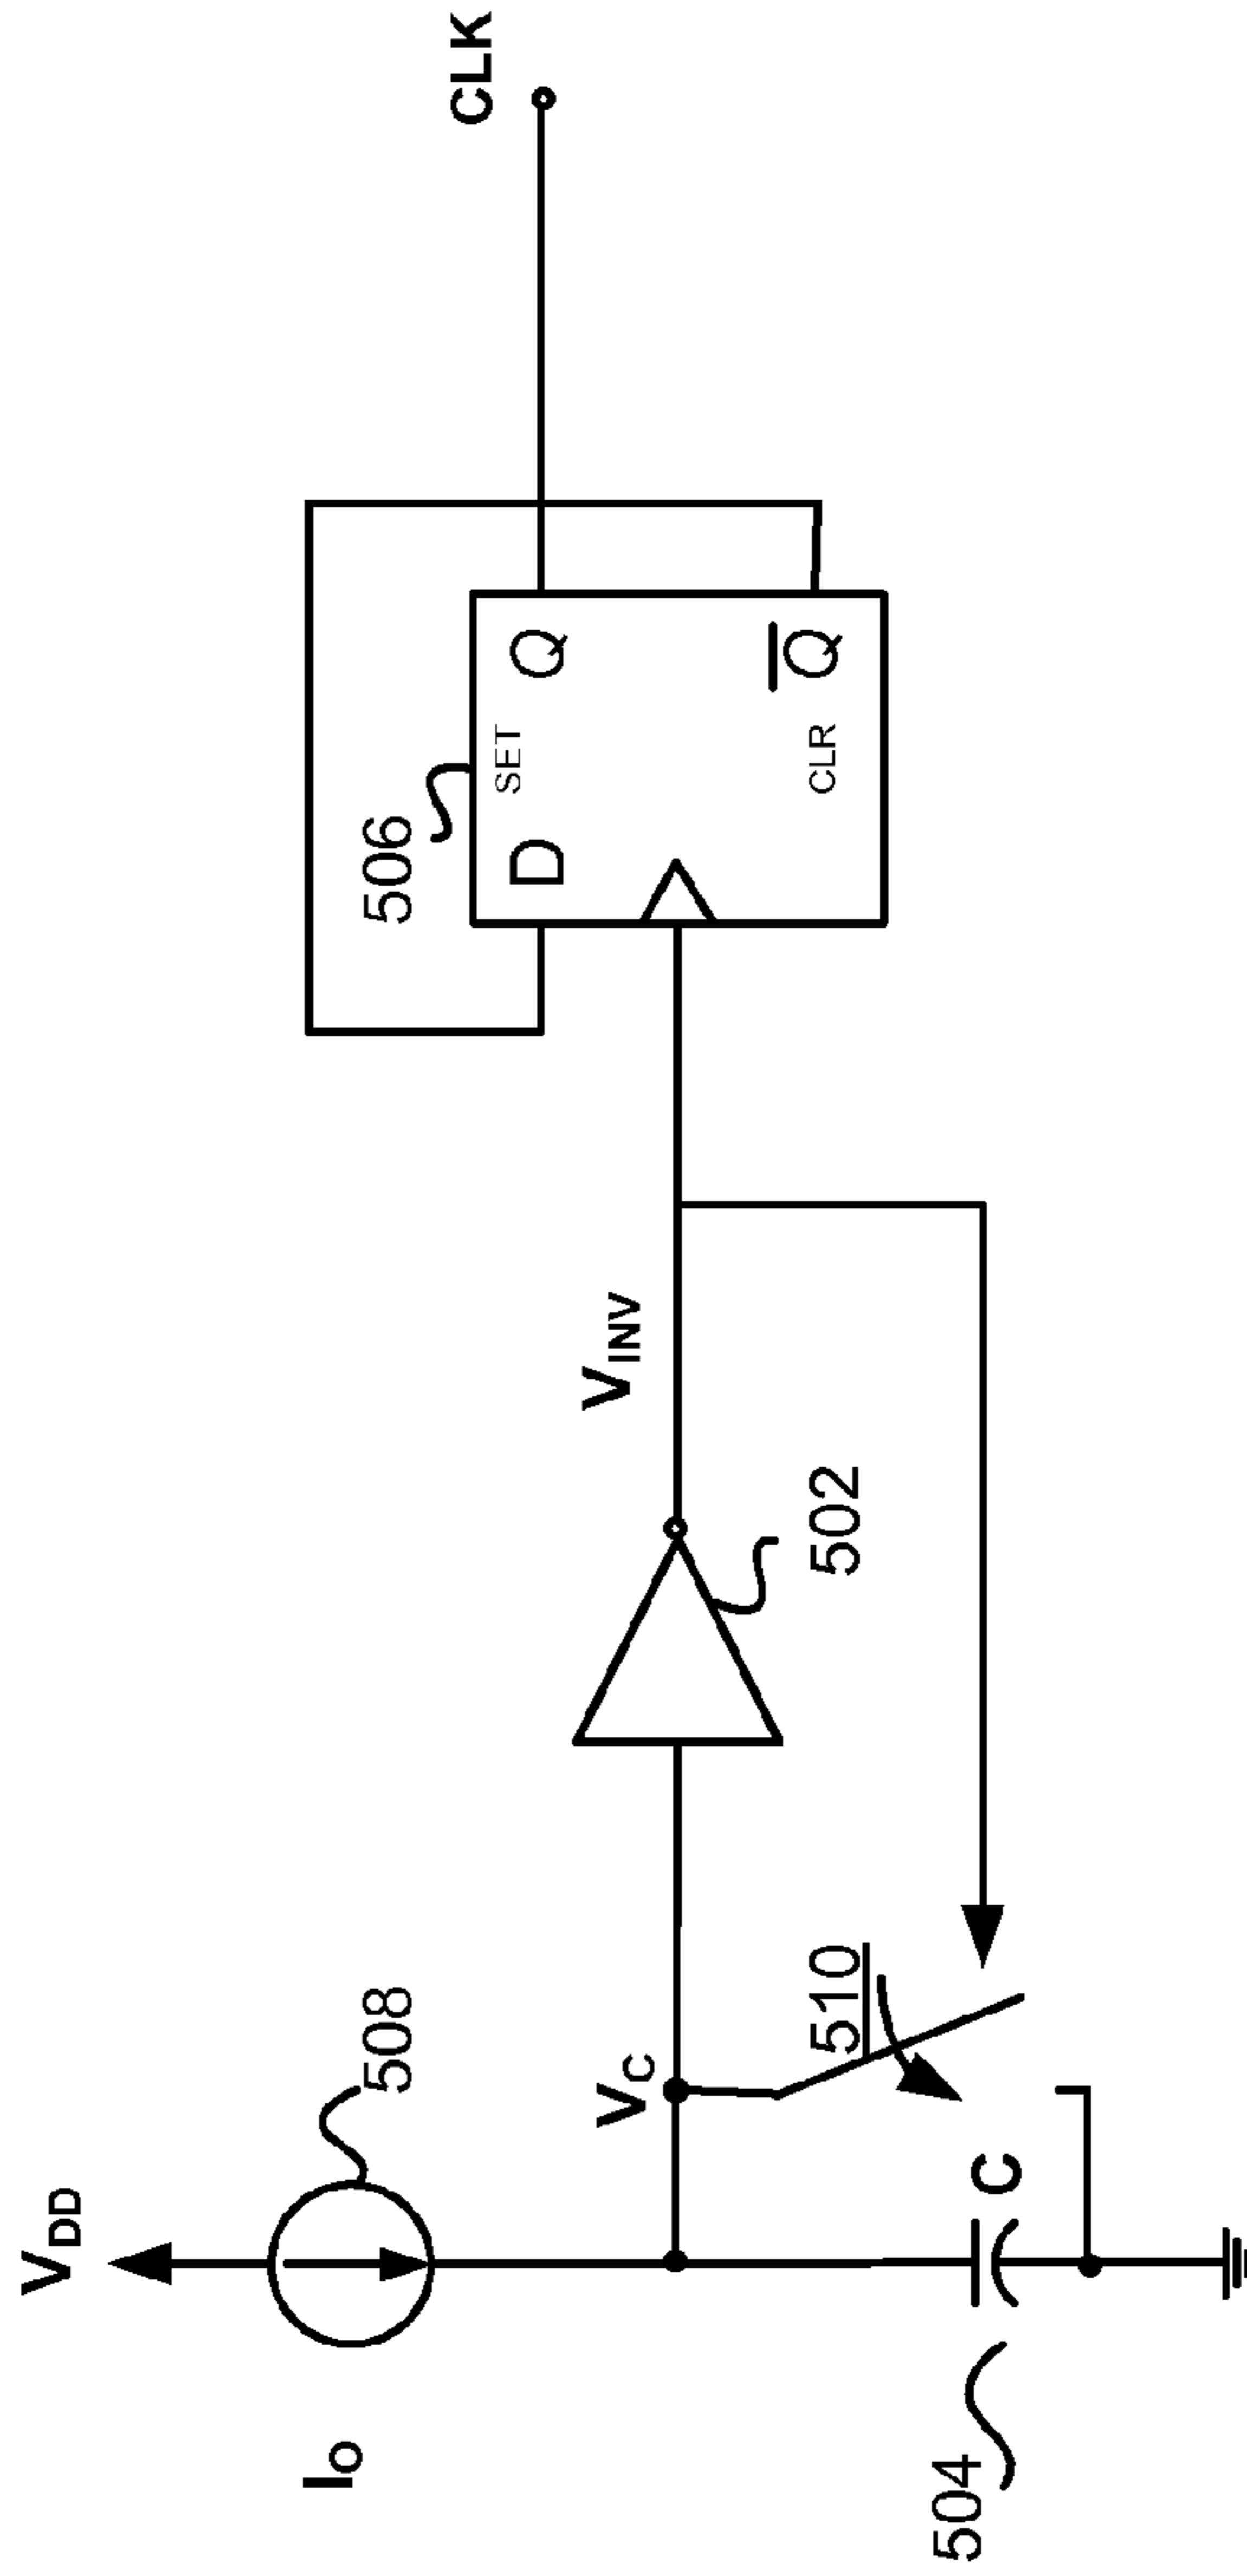 V_DD
I_O
508
504
C
510
V_C
502
V_INV
506
D
SET
Q
CLR
Q̅
CLK